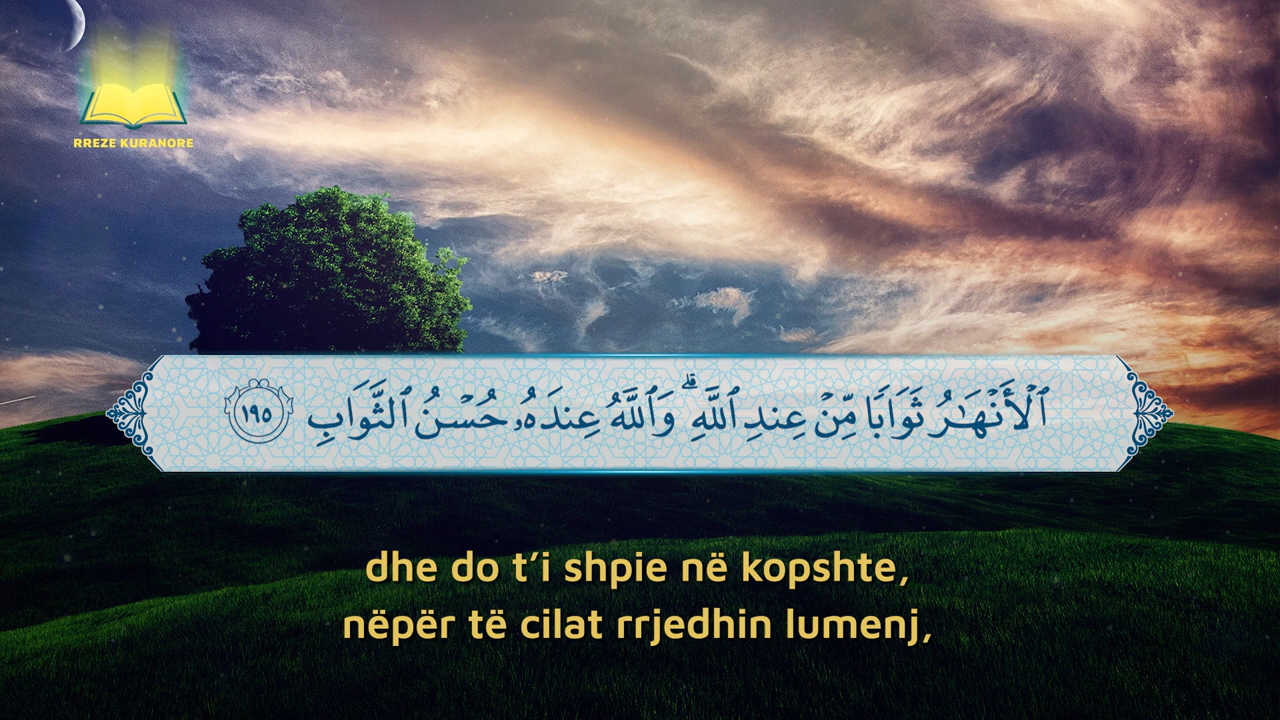 RREZE KURANORE
ٱلْأَنْهَـٰرُ ثَوَابًا مِّنْ عِندِ ٱللَّهِ ۗ وَٱللَّهُ عِندَهُۥ حُسْنُ ٱلثَّوَابِ ١٩٥
dhe do t’i shpie në kopshte,
nëpër të cilat rrjedhin lumenj,